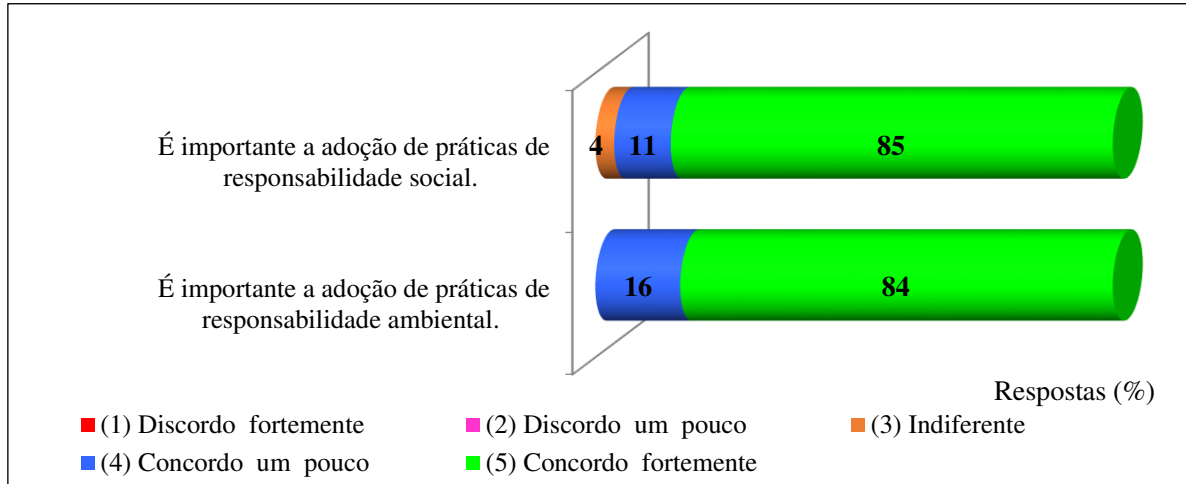 É importante a adoção de práticas de
responsabilidade social.
4 11 85
É importante a adoção de práticas de
responsabilidade ambiental.
16 84
Respostas (%)
(1) Discordo fortemente (2) Discordo um pouco (3) Indiferente
(4) Concordo um pouco (5) Concordo fortemente